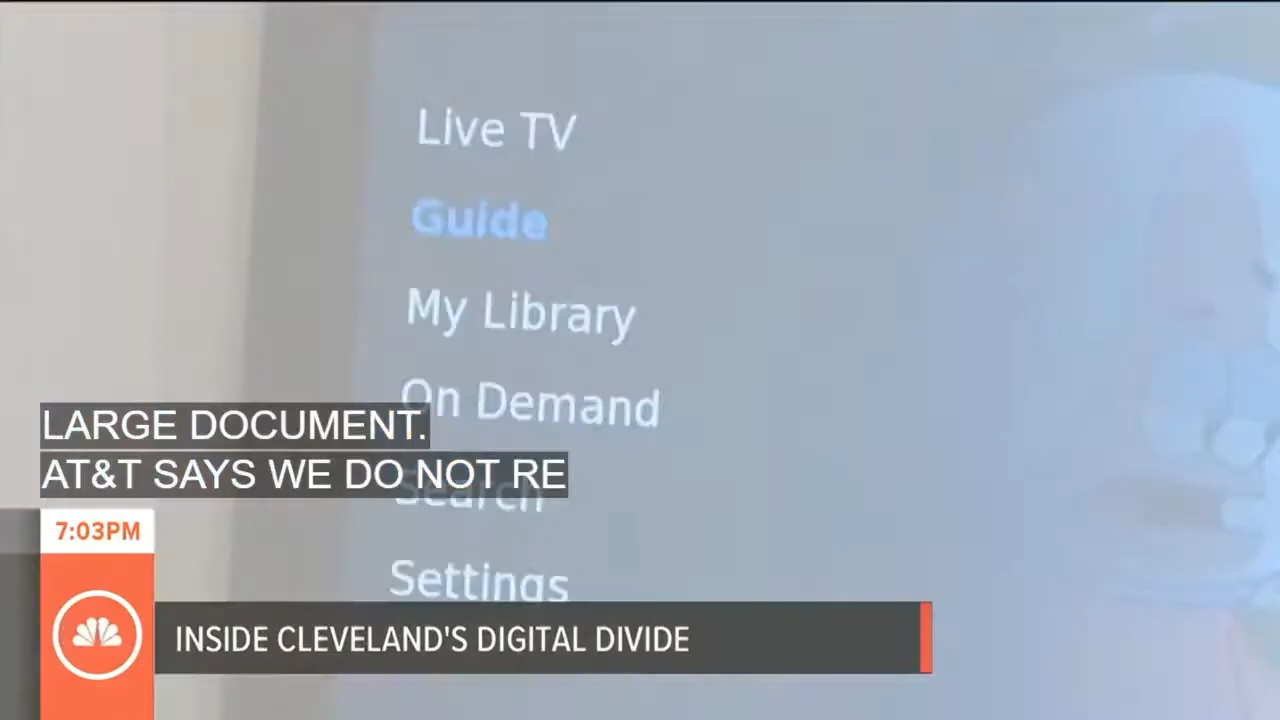 Live TV
Guide
My Library
On Demand
Search
Settings
LARGE DOCUMENT.
AT&T SAYS WE DO NOT RE
7:03PM
INSIDE CLEVELAND'S DIGITAL DIVIDE